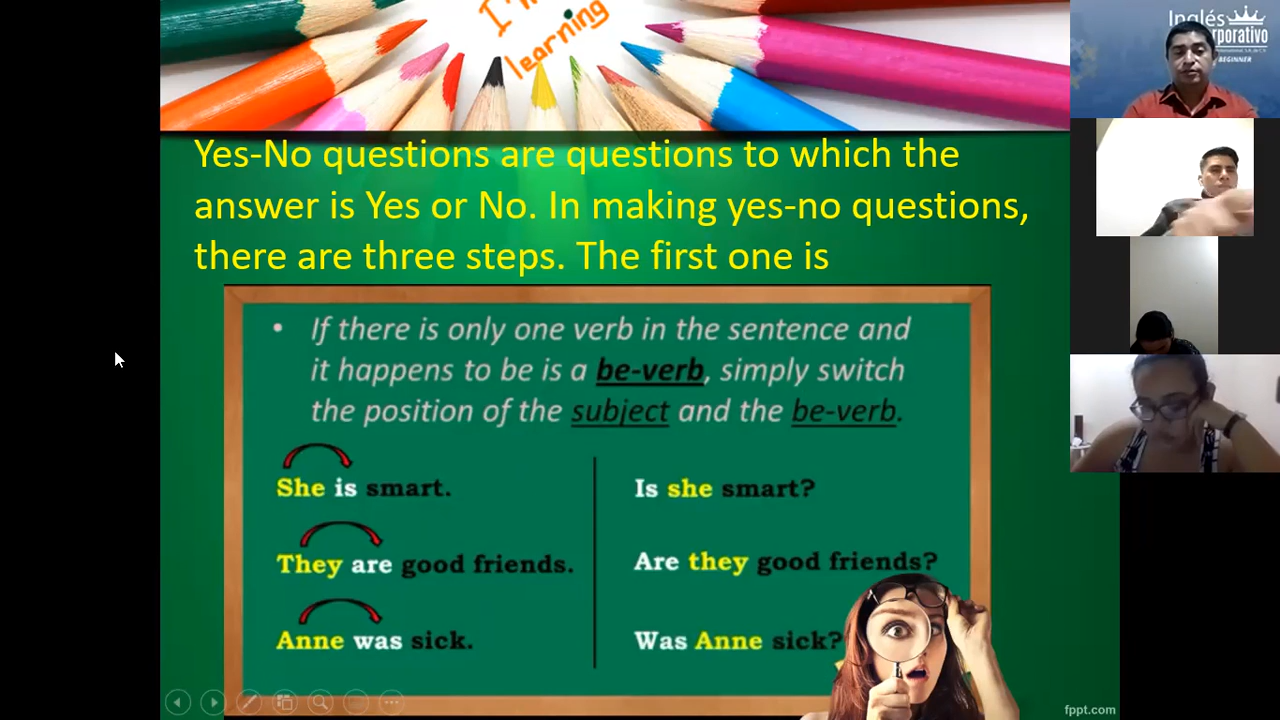 I'm
learning
Yes-No questions are questions to which the
answer is Yes or No. In making yes-no questions,
there are three steps. The first one is
• If there is only one verb in the sentence and
it happens to be is a be-verb, simply switch
the position of the subject and the be-verb.
She is smart.
Is she smart?
They are good friends.
Are they good friends?
Anne was sick.
Was Anne sick?
fppt.com
Inglés
BEGINNER